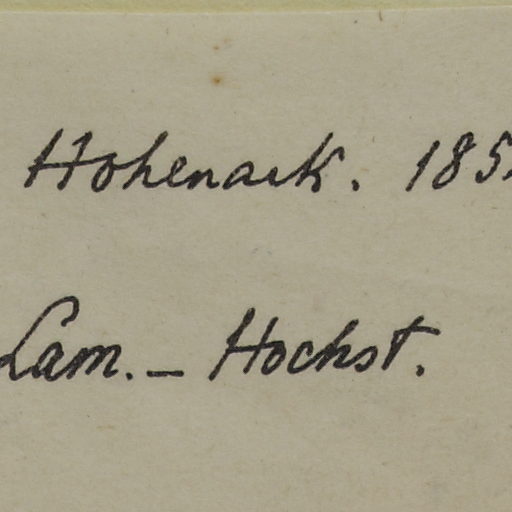 Hohenack. 185
Lam. - Hochst.